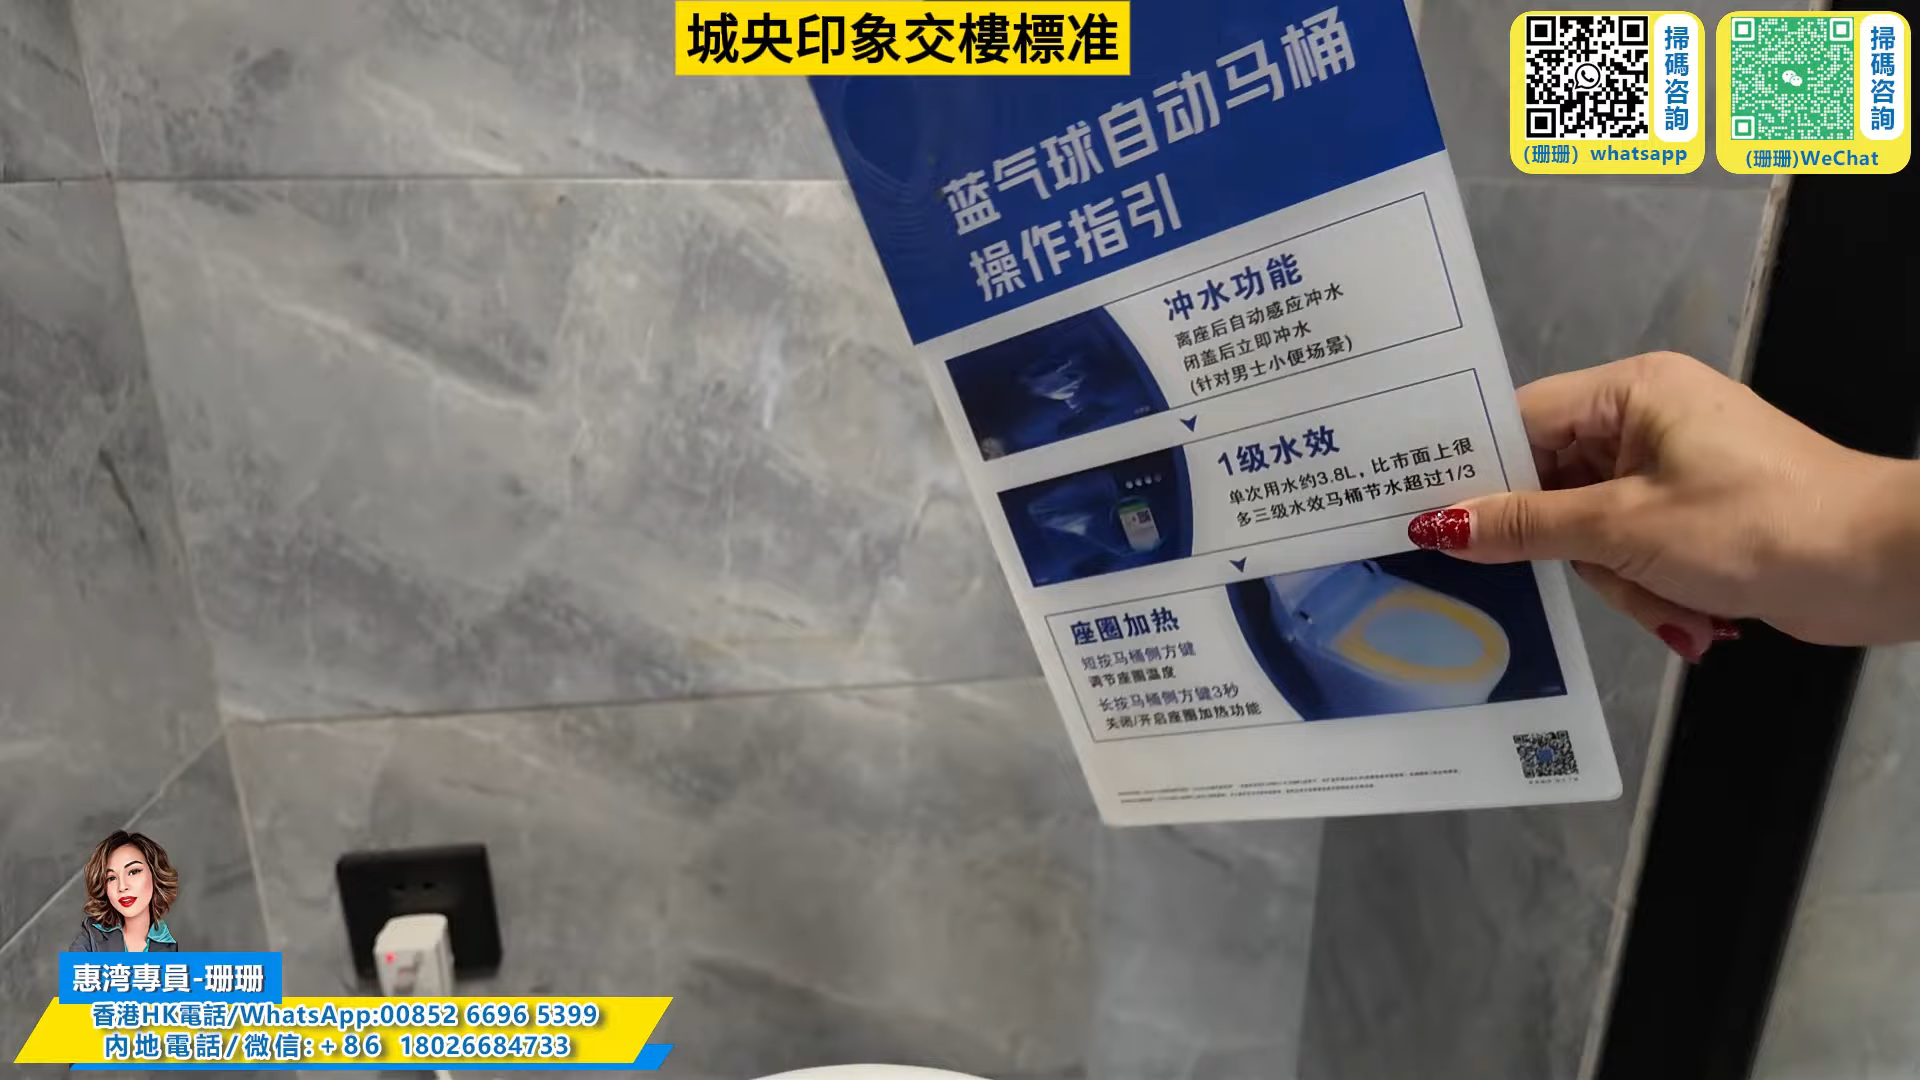 城央印象交樓標准
掃碼咨詢
(珊珊) whatsapp
掃碼咨詢
(珊珊)WeChat
蓝气球自动马桶
操作指引
冲水功能
离座后自动感应冲水
闭盖后立即冲水
(针对男士小便场景)
1级水效
单次用水约3.8L，比市面上很
多三级水效马桶节水超过1/3
座圈加热
短按马桶侧方键
调节座圈温度
长按马桶侧方键3秒
关闭/开启座圈加热功能
惠湾專員-珊珊
香港HK電話/WhatsApp:00852 6696 5399
内地電話/微信:+86 18026684733